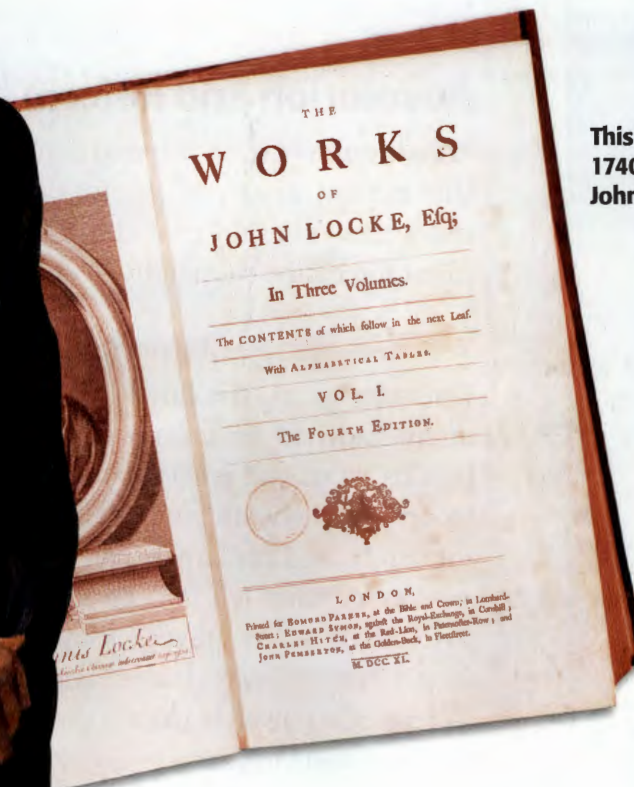 THE
WORKS
OF
JOHN LOCKE, Efq;
In Three Volumes.
The CONTENTS of which follow in the next Leaf.
With ALPHABETICAL TABLES.
VOL. I.
The FOURTH EDITION.
LONDON,
Printed for EDMUND PARKER, at the Bible and Crown, in Lombard-
Street; EDWARD SYMON, againſt the Royal-Exchange, in Cornhill;
CHARLES HITCH, at the Red-Lion, in Paternoſter-Row; and
JOHN PEMBERTON, at the Golden-Buck, in Fleetſtreet.
M. DCC. XL.
nis Locke
This
1740
John